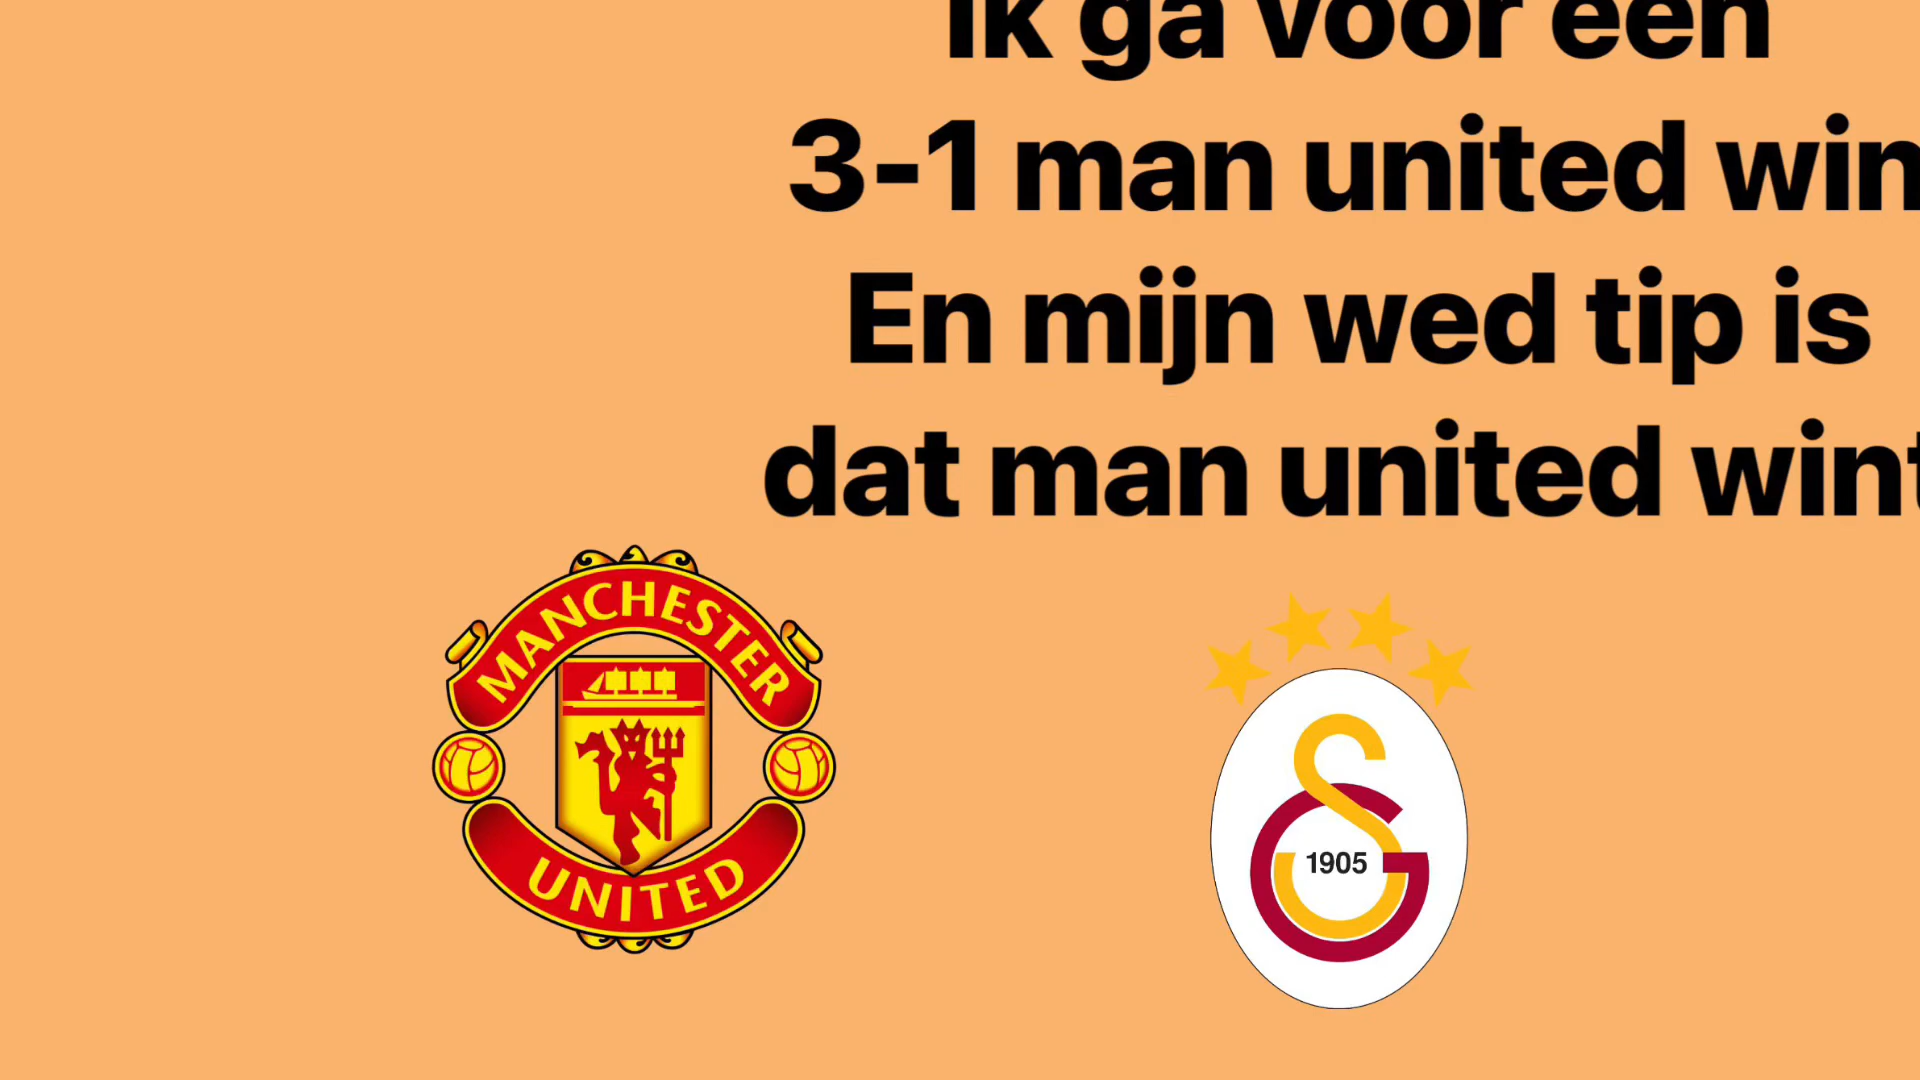 Ik ga voor een
3-1 man united win
En mijn wed tip is
dat man united wint
MANCHESTER
UNITED
1905